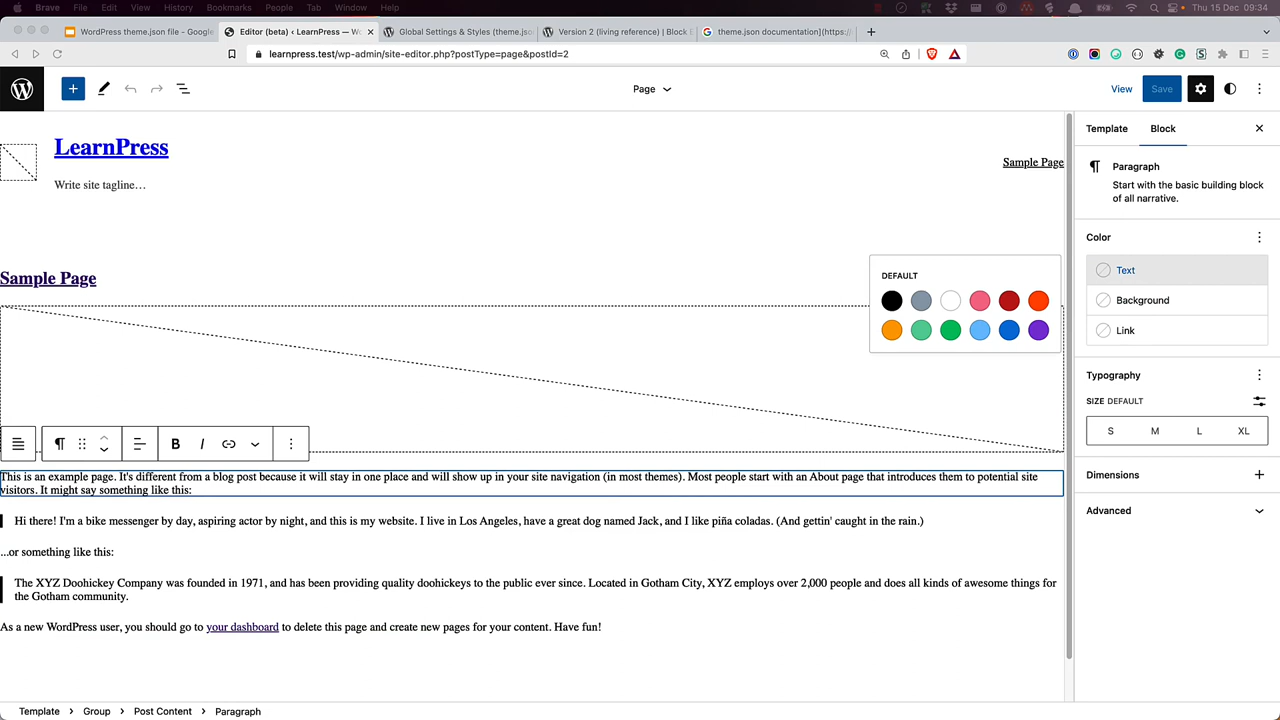 Brave File Edit View History Bookmarks People Tab Window Help Thu 15 Dec 09:34
WordPress theme.json file - Google Editor (beta) ‹ LearnPress — Wo Global Settings & Styles (theme.json Version 2 (living reference) | Block E theme.json documentation](https:/
learnpress.test/wp-admin/site-editor.php?postType=page&postId=2
Page
View
Save
LearnPress
Write site tagline…
Sample Page
Sample Page
DEFAULT
B I
This is an example page. It's different from a blog post because it will stay in one place and will show up in your site navigation (in most themes). Most people start with an About page that introduces them to potential site
visitors. It might say something like this:
Hi there! I'm a bike messenger by day, aspiring actor by night, and this is my website. I live in Los Angeles, have a great dog named Jack, and I like piña coladas. (And gettin' caught in the rain.)
...or something like this:
The XYZ Doohickey Company was founded in 1971, and has been providing quality doohickeys to the public ever since. Located in Gotham City, XYZ employs over 2,000 people and does all kinds of awesome things for
the Gotham community.
As a new WordPress user, you should go to your dashboard to delete this page and create new pages for your content. Have fun!
Template Block
Paragraph
Start with the basic building block
of all narrative.
Color
Text
Background
Link
Typography
SIZE DEFAULT
S M L XL
Dimensions
Advanced
Template Group Post Content Paragraph